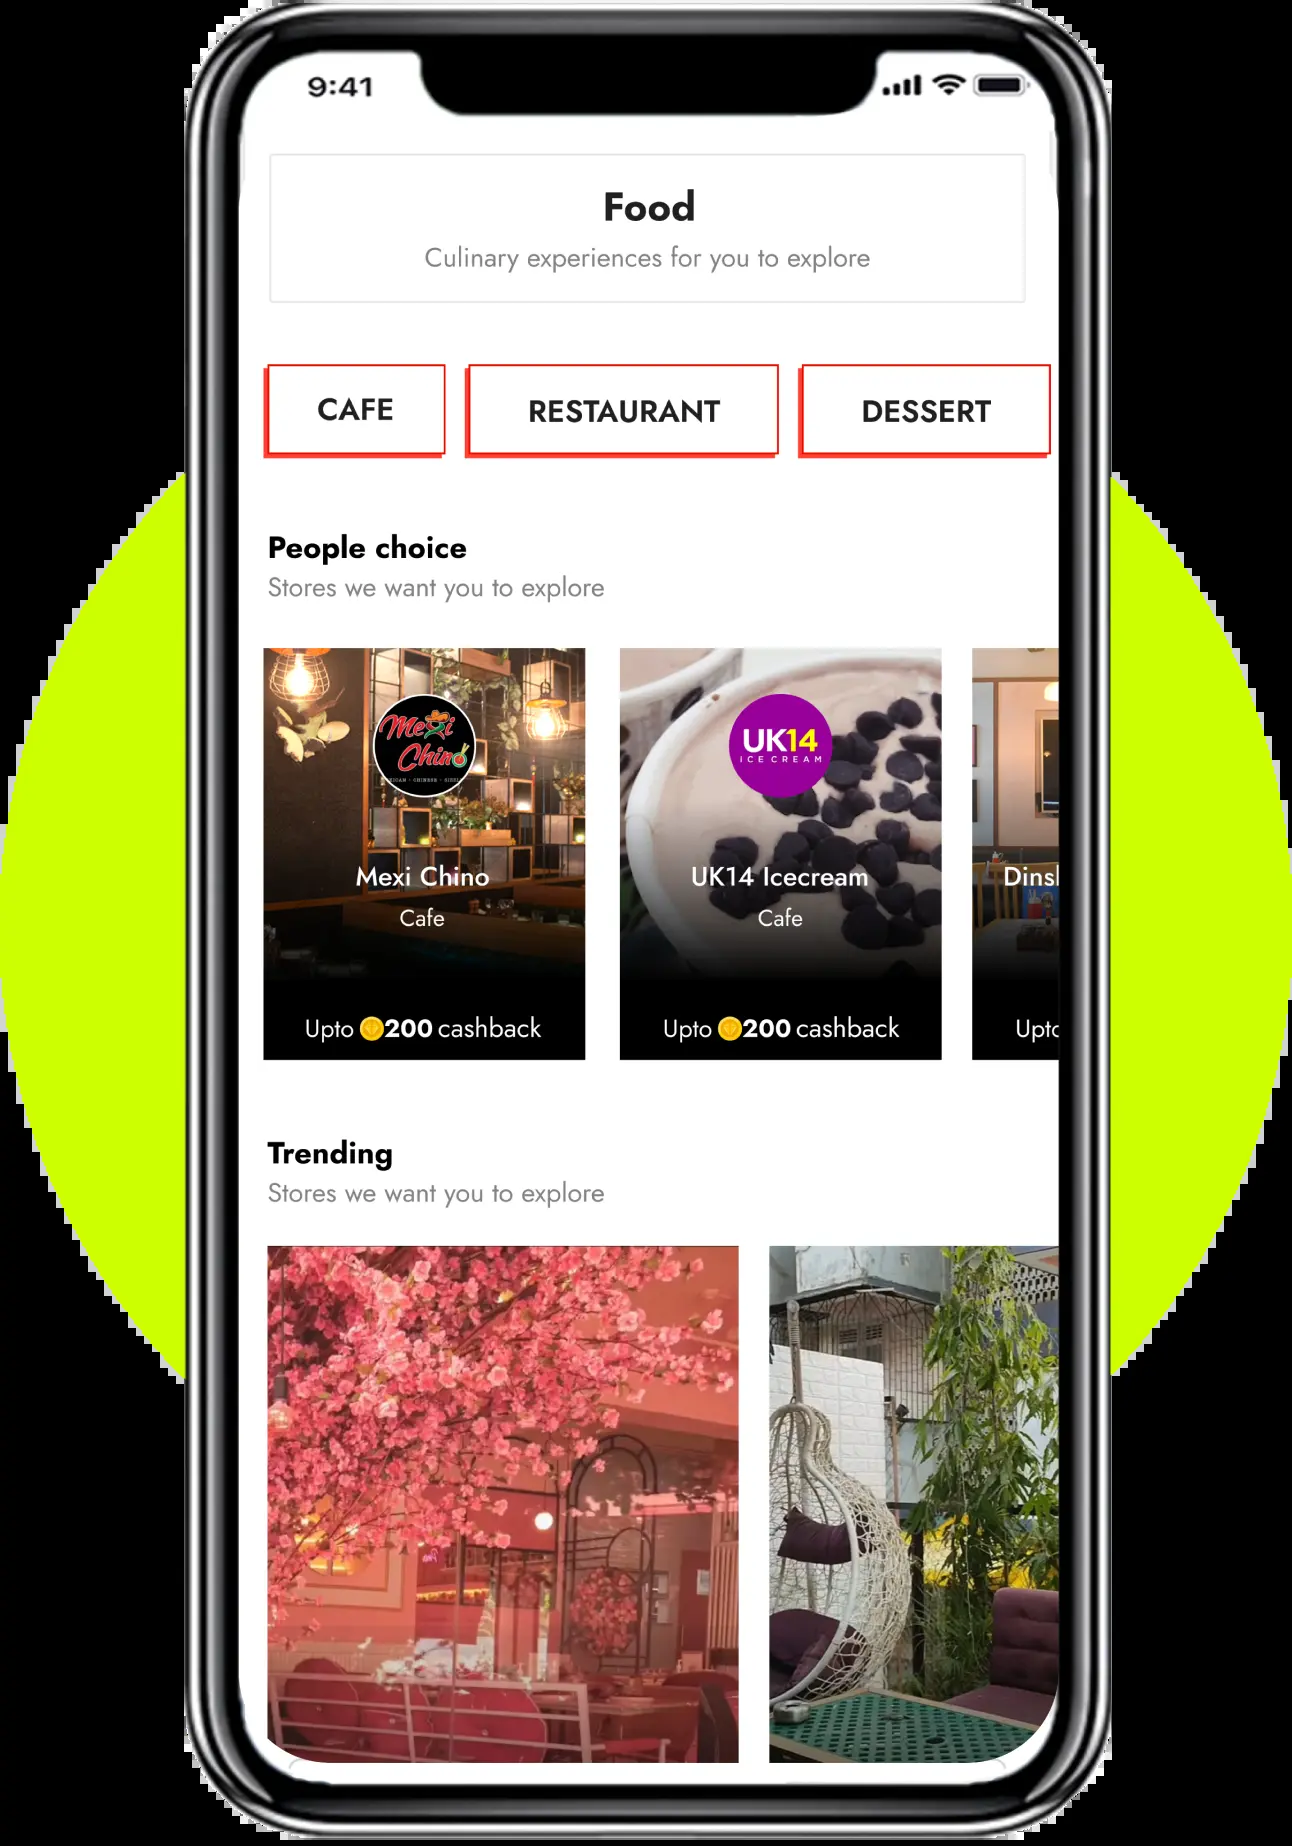 9:41
Food
Culinary experiences for you to explore
CAFE
RESTAURANT
DESSERT
People choice
Stores we want you to explore
Mexi
Chino
UK14
ICE CREAM
Mexi Chino
UK14 Icecream
Cafe
Cafe
Upto 200 cashback
Upto 200 cashback
Trending
Stores we want you to explore